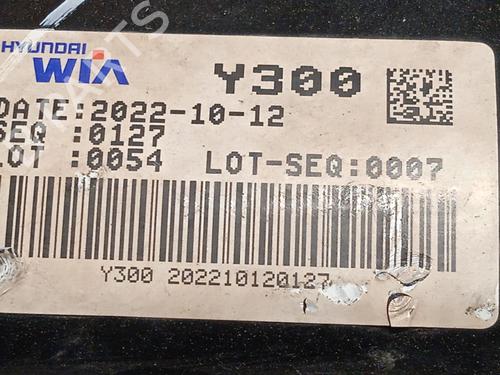 HYUNDAI
WIA Y300
DATE:2022-10-12
SEQ :0127
LOT :0054 LOT-SEQ:0007
Y300 202210120127